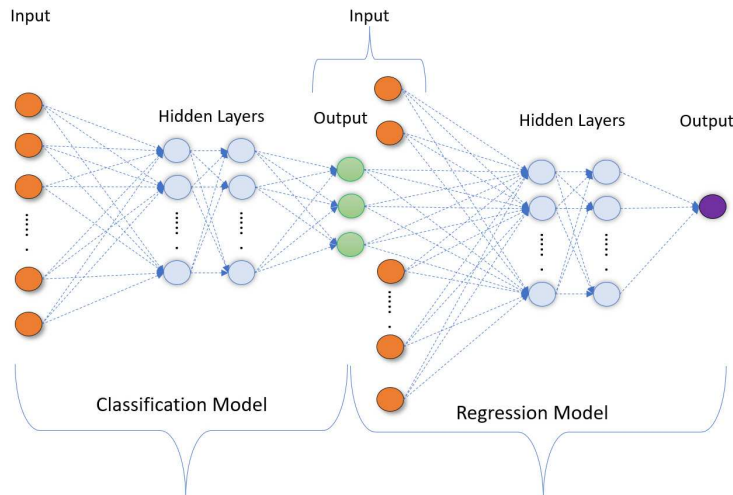 Input
Input
Hidden Layers
Output
Hidden Layers
Output
Classification Model
Regression Model